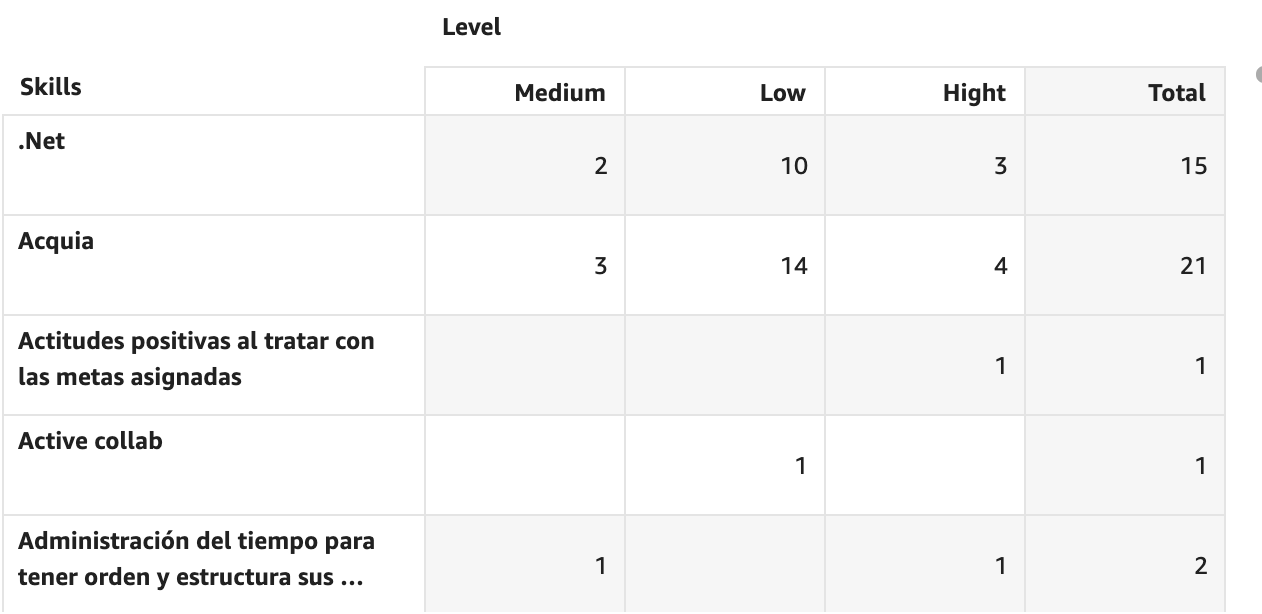 Level
Skills
Medium Low Hight Total
.Net
2 10 3 15
Acquia
3 14 4 21
Actitudes positivas al tratar con
las metas asignadas
1 1
Active collab
1 1
Administración del tiempo para
tener orden y estructura sus ...
1 1 2